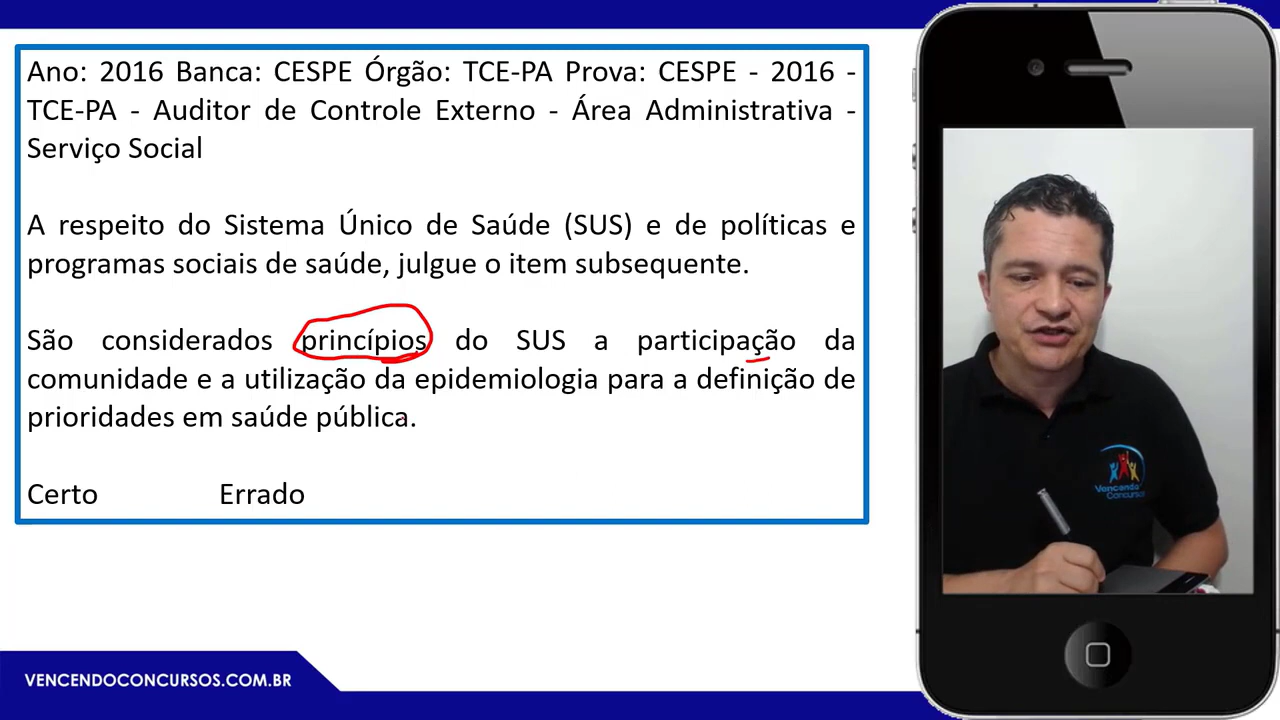 Ano: 2016 Banca: CESPE Órgão: TCE-PA Prova: CESPE - 2016 -
TCE-PA - Auditor de Controle Externo - Área Administrativa -
Serviço Social
A respeito do Sistema Único de Saúde (SUS) e de políticas e
programas sociais de saúde, julgue o item subsequente.
São considerados princípios do SUS a participação da
comunidade e a utilização da epidemiologia para a definição de
prioridades em saúde pública.
Certo Errado
Vencendo
Concursos
VENCENDOCONCURSOS.COM.BR